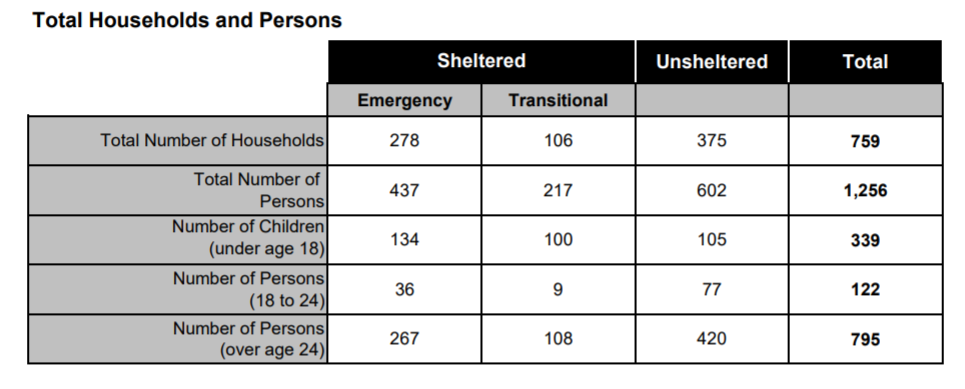 Total Households and Persons
Sheltered Unsheltered Total
Emergency Transitional
Total Number of Households 278 106 375 759
Total Number of
Persons 437 217 602 1,256
Number of Children
(under age 18) 134 100 105 339
Number of Persons
(18 to 24) 36 9 77 122
Number of Persons
(over age 24) 267 108 420 795